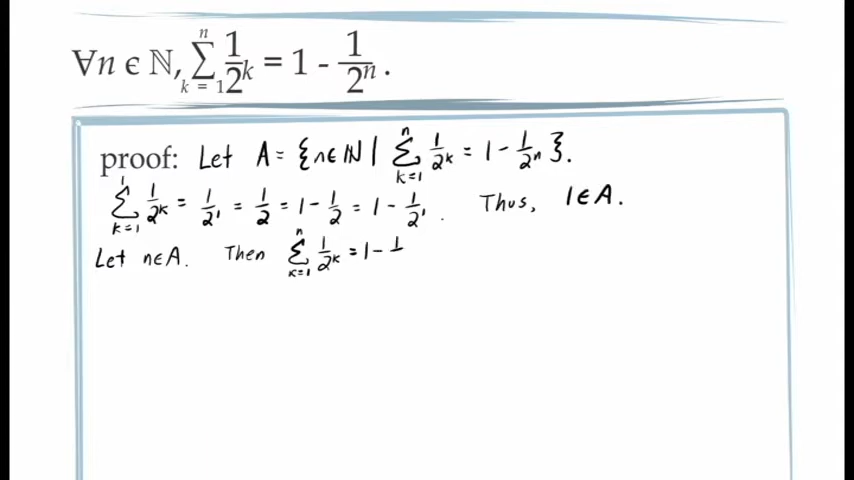 ∀n ϵ ℕ, ∑_{k = 1}^{n} 1/2^k = 1 - 1/2^n .
proof: Let A = {n∈ℕ | ∑_{k=1}^{n} 1/2^k = 1 - 1/2^n }.
∑_{k=1}^{1} 1/2^k = 1/2^1 = 1/2 = 1 - 1/2 = 1 - 1/2^1 . Thus, 1∈A.
Let n∈A. Then ∑_{k=1}^{n} 1/2^k = 1 - 1/